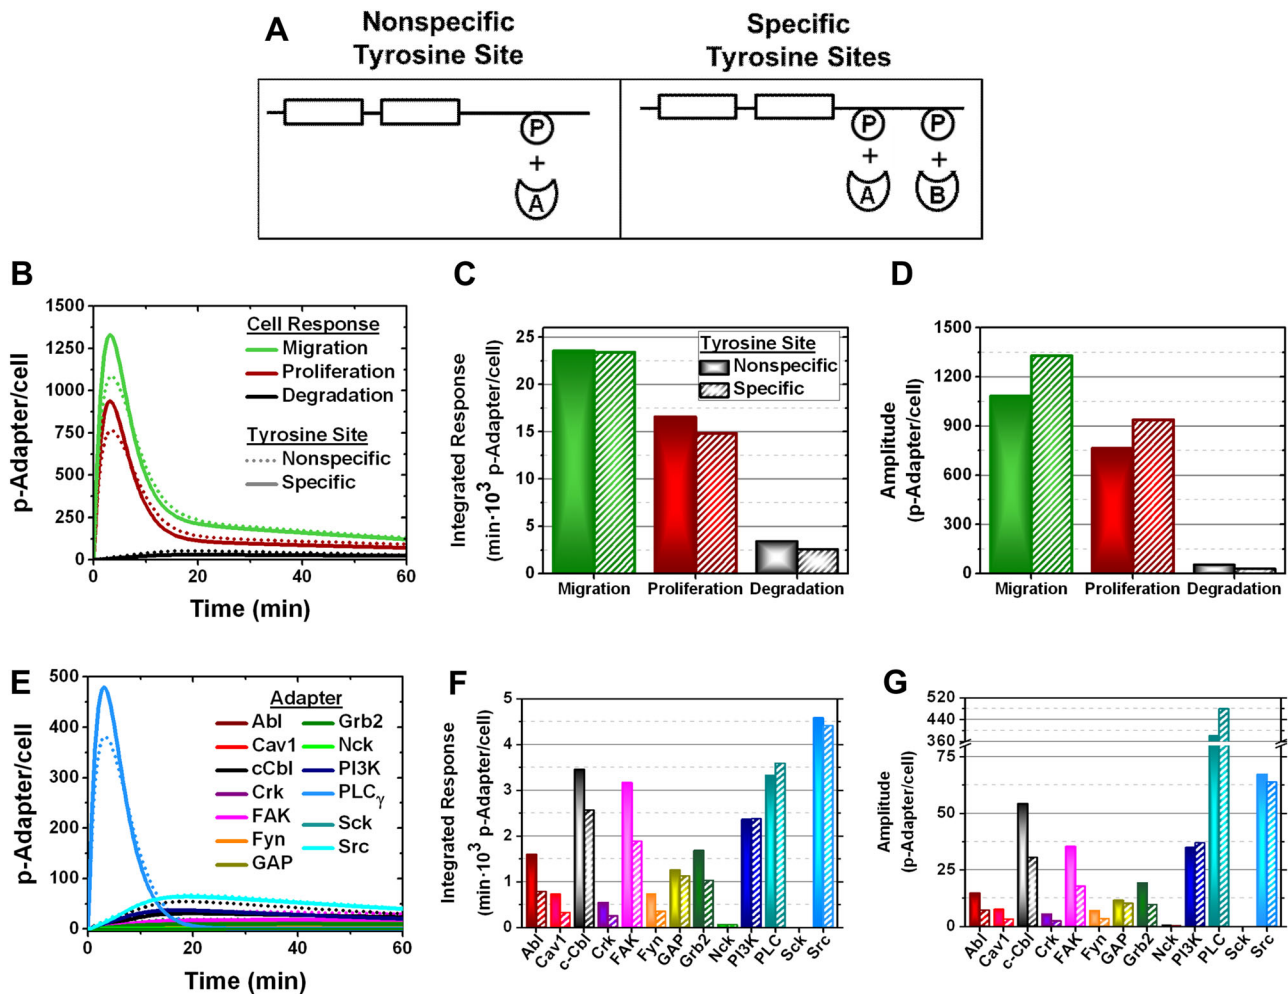 A
Nonspecific
Tyrosine Site
Specific
Tyrosine Sites
P
+
A
P
+
A
P
+
B
B
p-Adapter/cell
1500
1250
1000
750
500
250
0
0
20
40
60
Time (min)
Cell Response
Migration
Proliferation
Degradation
Tyrosine Site
Nonspecific
Specific
C
Integrated Response
(min·10³ p-Adapter/cell)
25
20
15
10
5
0
Tyrosine Site
Nonspecific
Specific
Migration
Proliferation
Degradation
D
Amplitude
(p-Adapter/cell)
1500
1200
900
600
300
0
Migration
Proliferation
Degradation
E
p-Adapter/cell
500
400
300
200
100
0
0
20
40
60
Time (min)
Adapter
Abl
Cav1
cCbl
Crk
FAK
Fyn
GAP
Grb2
Nck
PI3K
PLCγ
Sck
Src
F
Integrated Response
(min·10³ p-Adapter/cell)
5
4
3
2
1
0
Abl
Cav1
c-Cbl
Crk
FAK
Fyn
GAP
Grb2
Nck
PI3K
PLC
Sck
Src
G
Amplitude
(p-Adapter/cell)
520
440
360
75
50
25
0
Abl
Cav1
c-Cbl
Crk
FAK
Fyn
GAP
Grb2
Nck
PI3K
PLC
Sck
Src